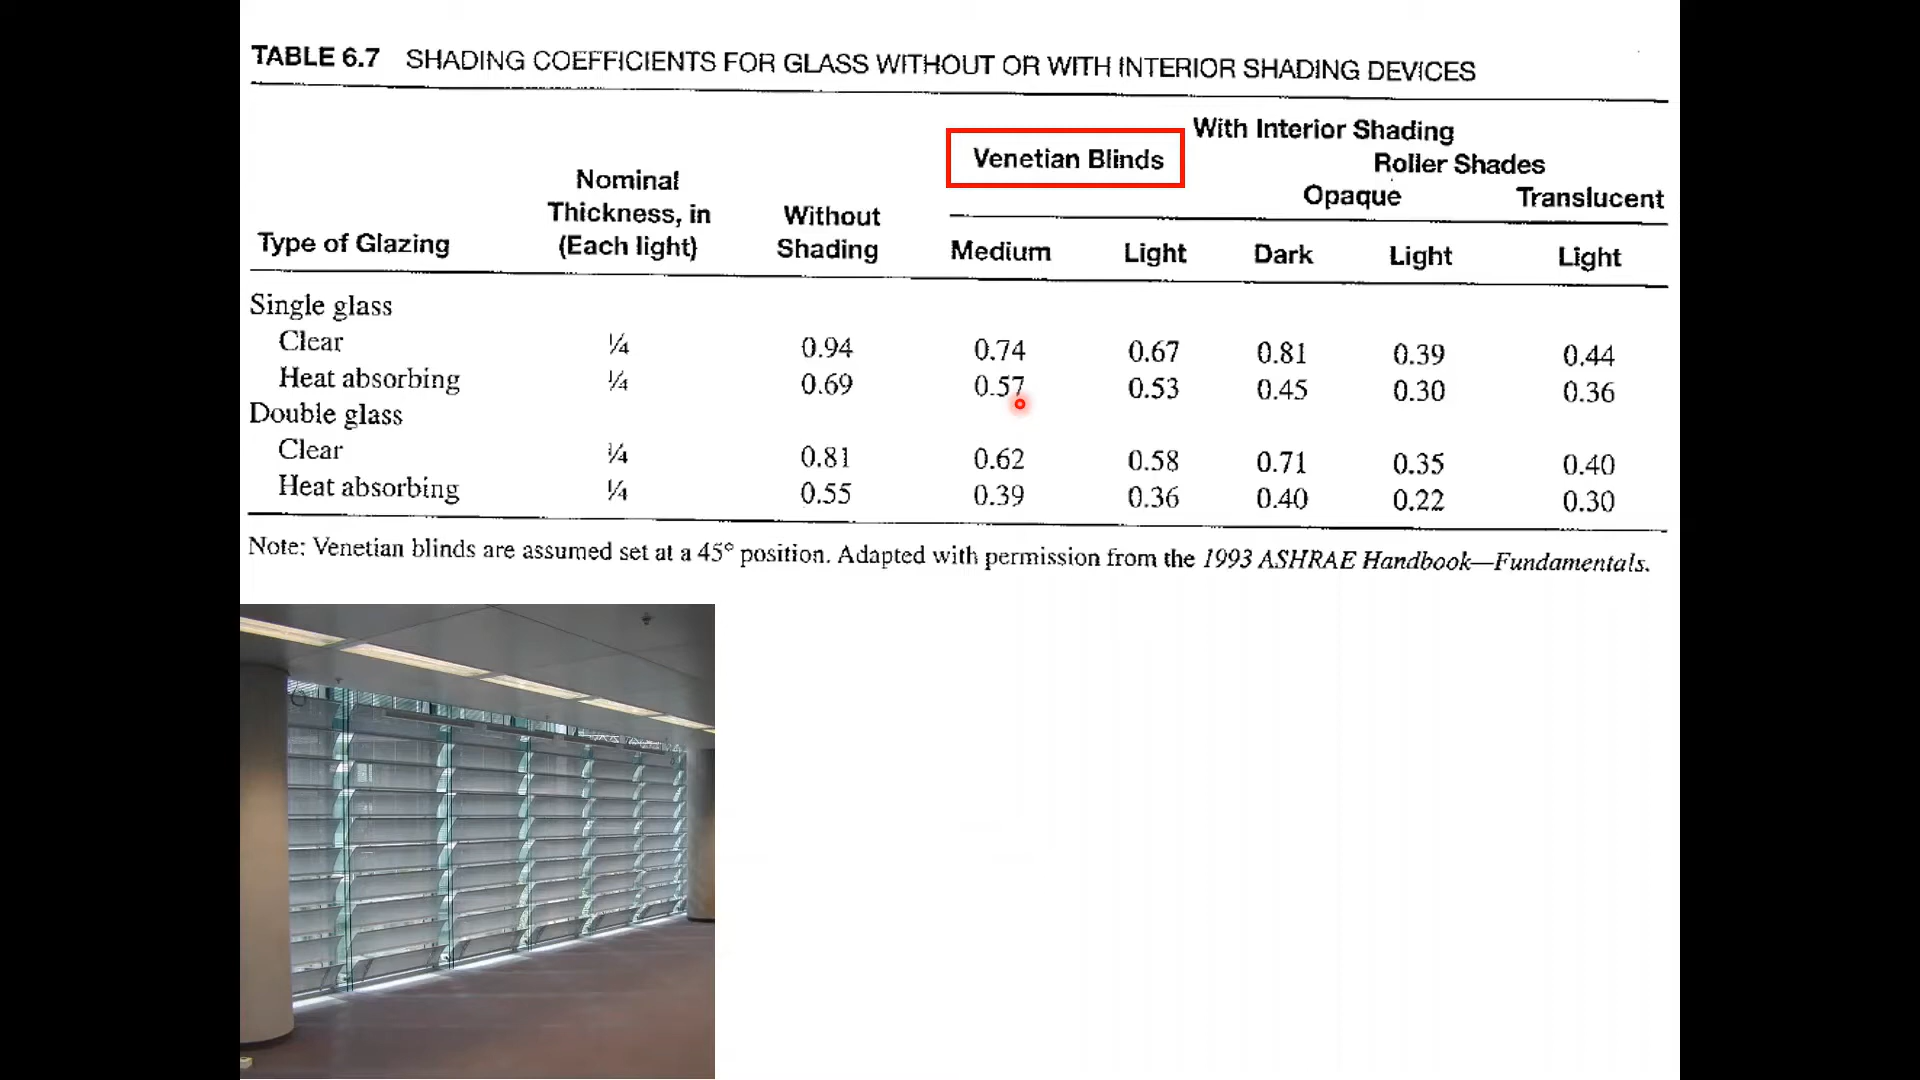 TABLE 6.7 SHADING COEFFICIENTS FOR GLASS WITHOUT OR WITH INTERIOR SHADING DEVICES
With Interior Shading
Venetian Blinds Roller Shades
Nominal Opaque Translucent
Thickness, in Without
Type of Glazing (Each light) Shading Medium Light Dark Light Light
Single glass
Clear ¼ 0.94 0.74 0.67 0.81 0.39 0.44
Heat absorbing ¼ 0.69 0.57 0.53 0.45 0.30 0.36
Double glass
Clear ¼ 0.81 0.62 0.58 0.71 0.35 0.40
Heat absorbing ¼ 0.55 0.39 0.36 0.40 0.22 0.30
Note: Venetian blinds are assumed set at a 45° position. Adapted with permission from the 1993 ASHRAE Handbook—Fundamentals.